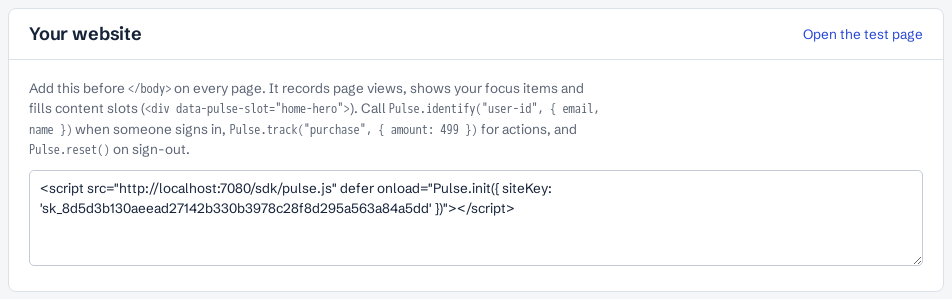 Your website
Open the test page
Add this before </body> on every page. It records page views, shows your focus items and
fills content slots (<div data-pulse-slot="home-hero">). Call Pulse.identify("user-id", { email,
name }) when someone signs in, Pulse.track("purchase", { amount: 499 }) for actions, and
Pulse.reset() on sign-out.
<script src="http://localhost:7080/sdk/pulse.js" defer onload="Pulse.init({ siteKey:
'sk_8d5d3b130aeead27142b330b3978c28f8d295a563a84a5dd' })"></script>